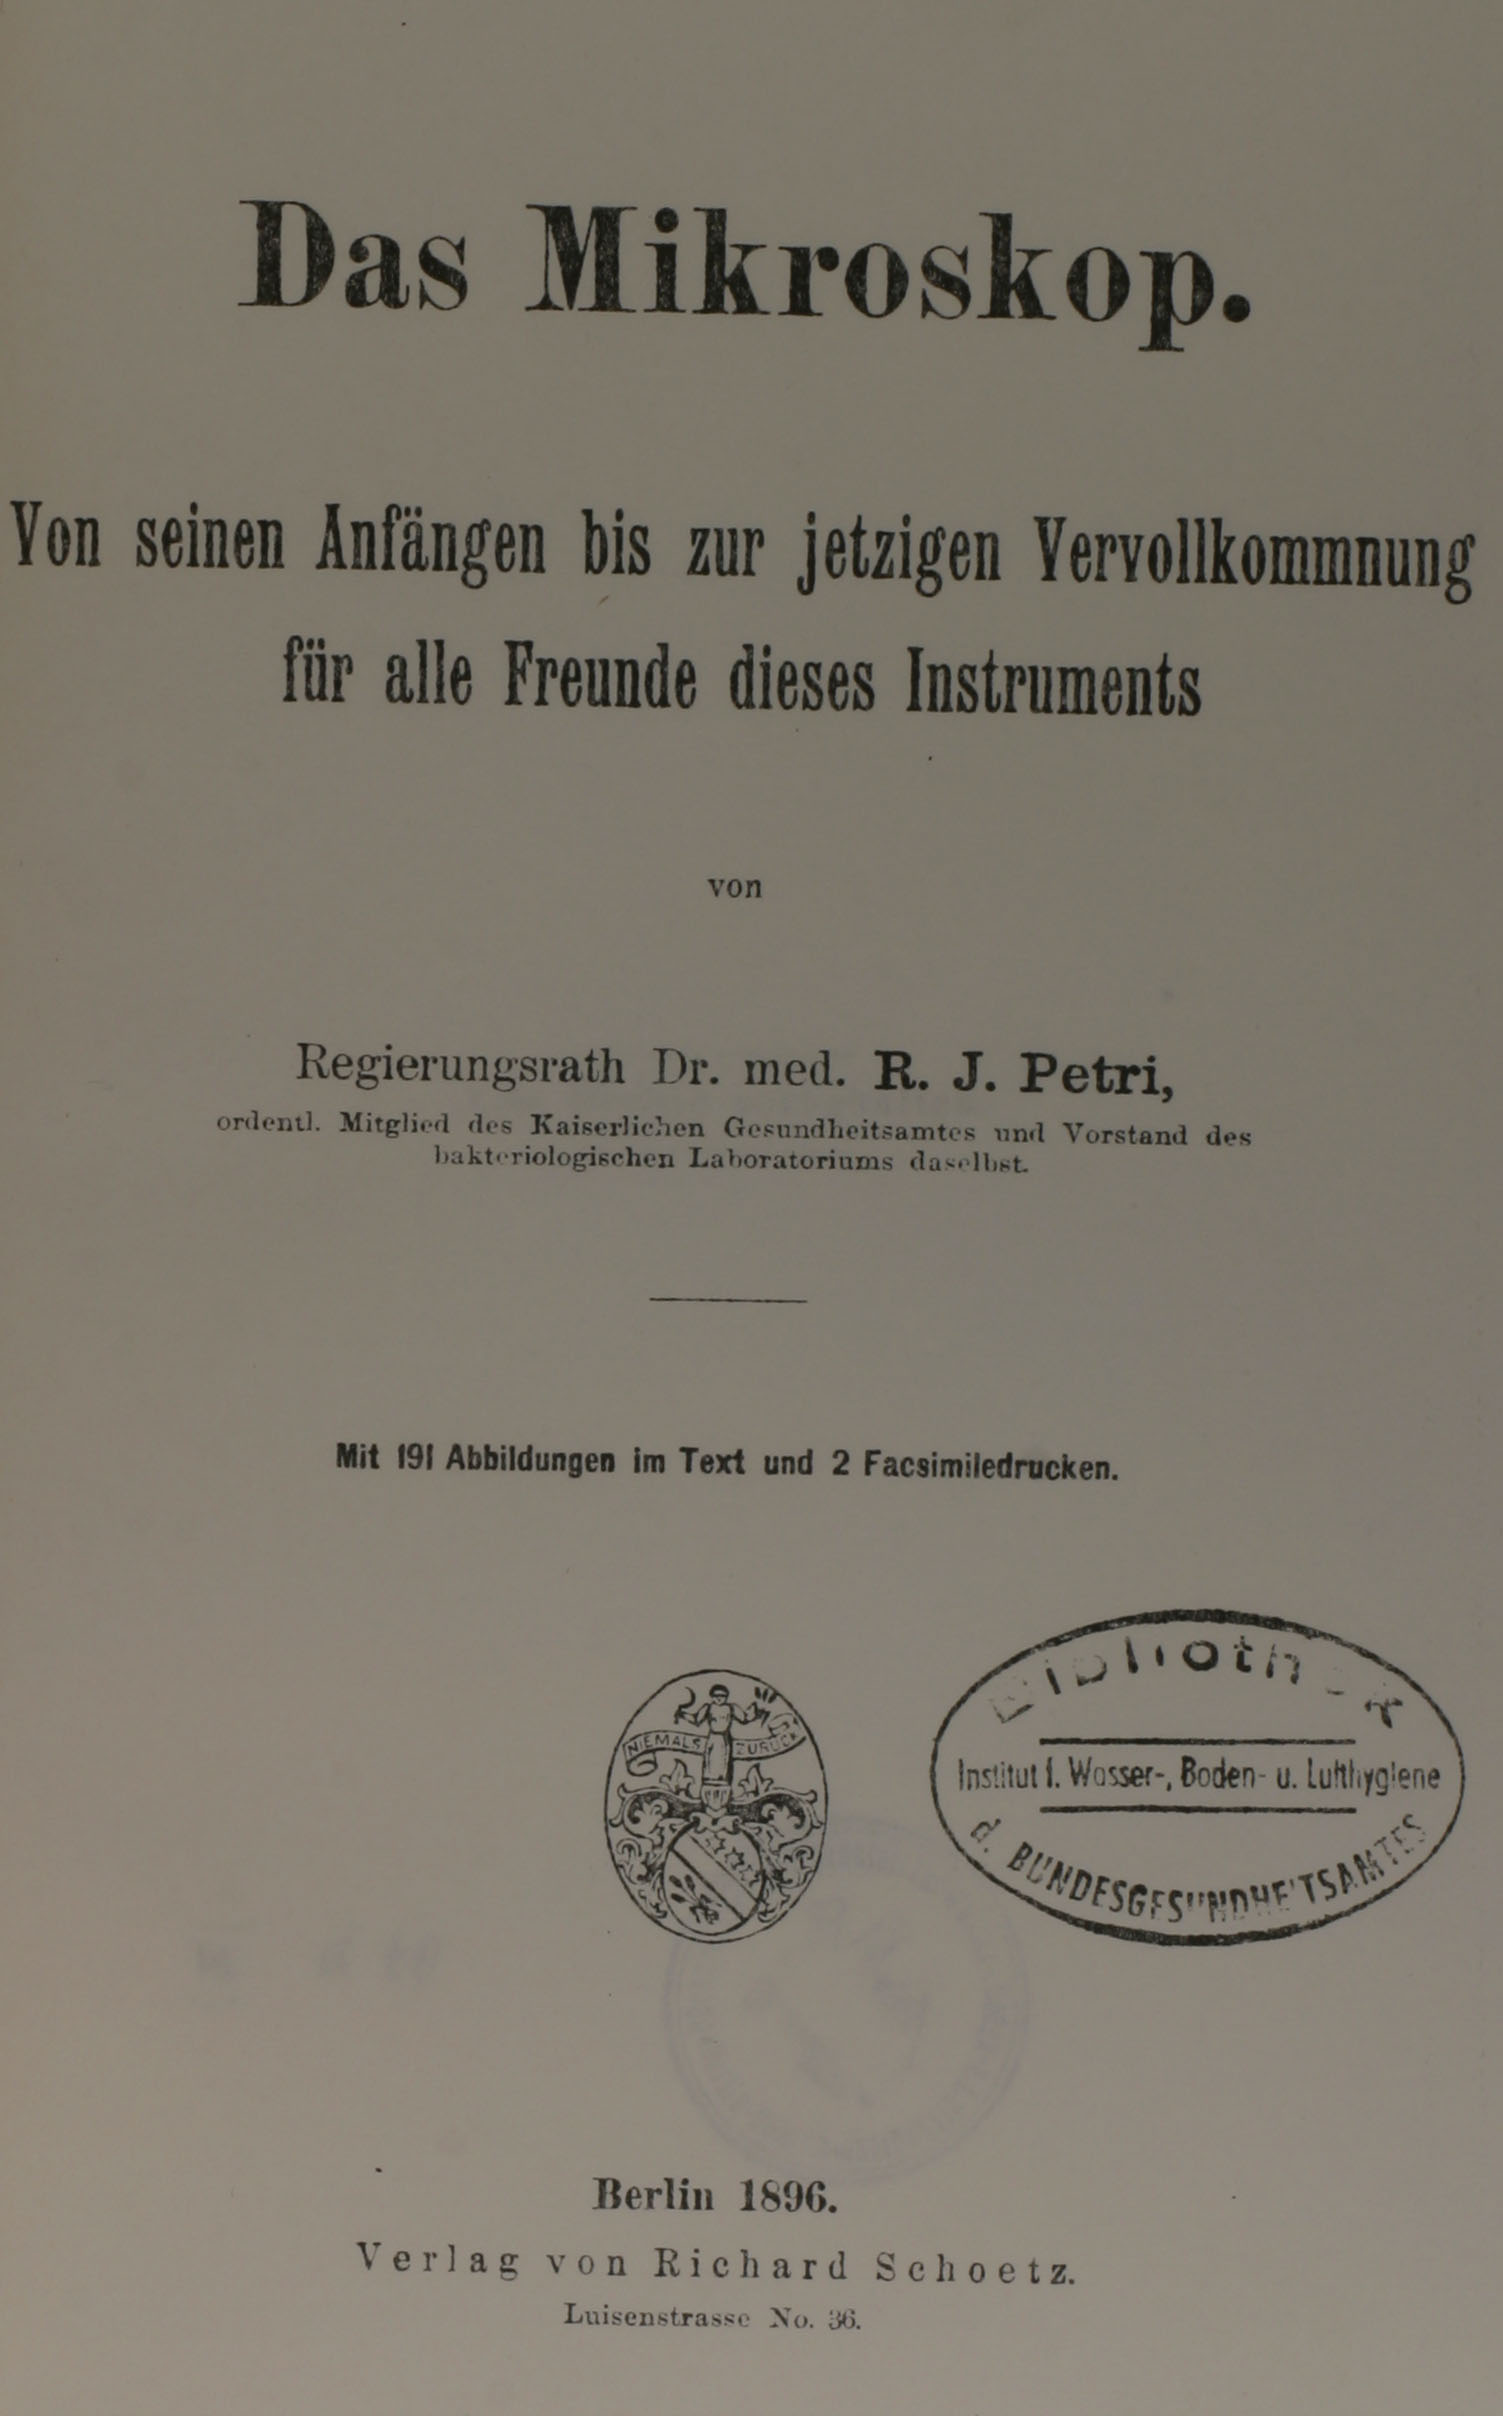 Das Mikroskop.
Von seinen Anfängen bis zur jetzigen Vervollkommnung
für alle Freunde dieses Instruments
von
Regierungsrath Dr. med. R. J. Petri,
ordentl. Mitglied des Kaiserlichen Gesundheitsamtes und Vorstand des
bakteriologischen Laboratoriums daselbst.
Mit 191 Abbildungen im Text und 2 Facsimiledrucken.
NIEMALS ZURÜCK
Bibliothek
Institut f. Wasser-, Boden- u. Lufthygiene
d. BUNDESGESUNDHEITSAMTES
Berlin 1896.
Verlag von Richard Schoetz.
Luisenstrasse No. 36.